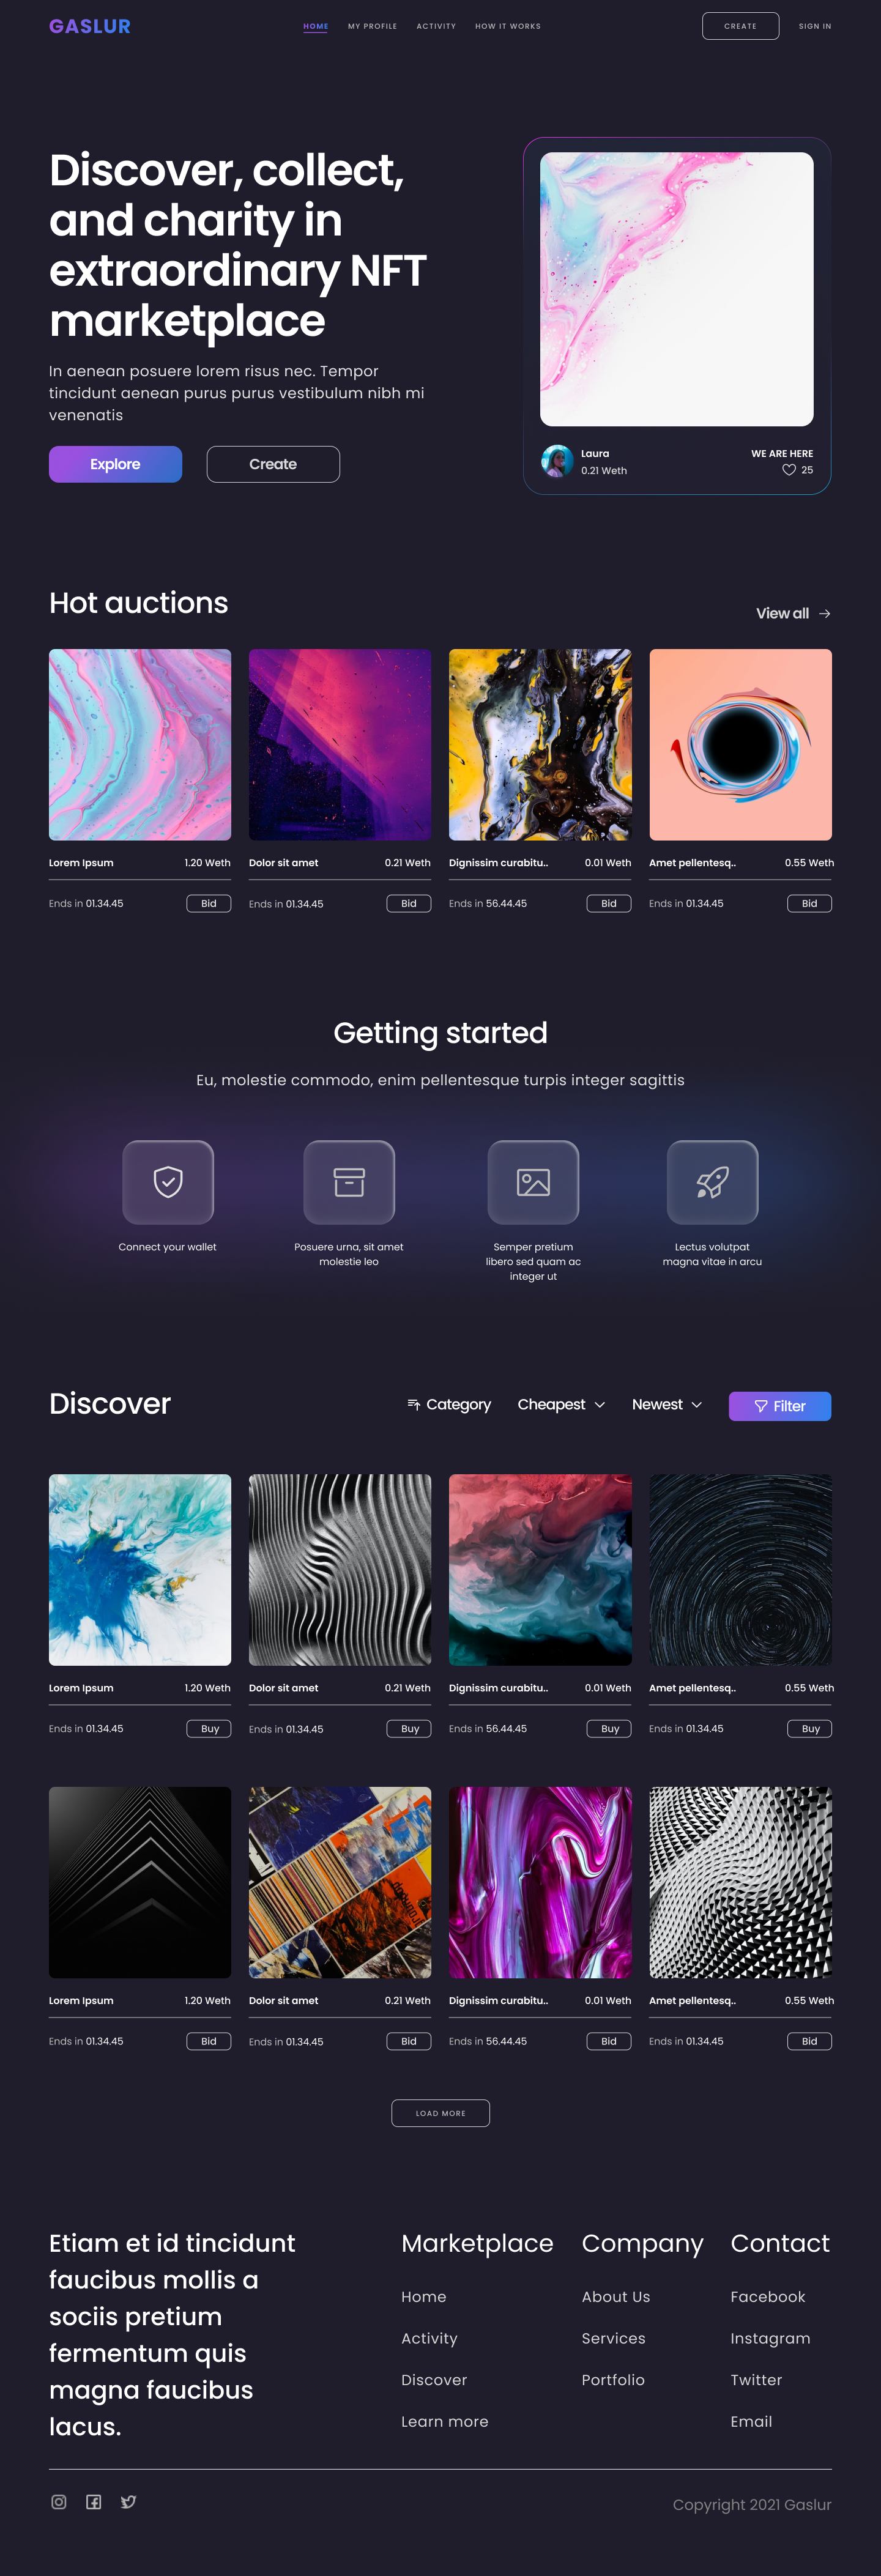 GASLUR
HOME MY PROFILE ACTIVITY HOW IT WORKS CREATE SIGN IN
Discover, collect,
and charity in
extraordinary NFT
marketplace
In aenean posuere lorem risus nec. Tempor
tincidunt aenean purus purus vestibulum nibh mi
venenatis
Explore Create
Laura WE ARE HERE
0.21 Weth 25
Hot auctions
View all
Lorem Ipsum 1.20 Weth Dolor sit amet 0.21 Weth Dignissim curabitu.. 0.01 Weth Amet pellentesq.. 0.55 Weth
Ends in 01.34.45 Bid Ends in 01.34.45 Bid Ends in 56.44.45 Bid Ends in 01.34.45 Bid
Getting started
Eu, molestie commodo, enim pellentesque turpis integer sagittis
Connect your wallet
Posuere urna, sit amet
molestie leo
Semper pretium
libero sed quam ac
integer ut
Lectus volutpat
magna vitae in arcu
Discover Category Cheapest Newest Filter
Lorem Ipsum 1.20 Weth Dolor sit amet 0.21 Weth Dignissim curabitu.. 0.01 Weth Amet pellentesq.. 0.55 Weth
Ends in 01.34.45 Buy Ends in 01.34.45 Buy Ends in 56.44.45 Buy Ends in 01.34.45 Buy
Lorem Ipsum 1.20 Weth Dolor sit amet 0.21 Weth Dignissim curabitu.. 0.01 Weth Amet pellentesq.. 0.55 Weth
Ends in 01.34.45 Bid Ends in 01.34.45 Bid Ends in 56.44.45 Bid Ends in 01.34.45 Bid
LOAD MORE
Etiam et id tincidunt
faucibus mollis a
sociis pretium
fermentum quis
magna faucibus
lacus.
Marketplace
Home
Activity
Discover
Learn more
Company
About Us
Services
Portfolio
Contact
Facebook
Instagram
Twitter
Email
Copyright 2021 Gaslur